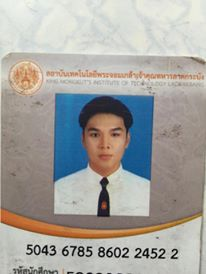 สถาบันเทคโนโลยีพระจอมเกล้าเจ้าคุณทหารลาดกระบัง
KING MONGKUT'S INSTITUTE OF TECHNOLOGY LADKRABANG
5043 6785 8602 2452 2
รหัสนักศึกษา